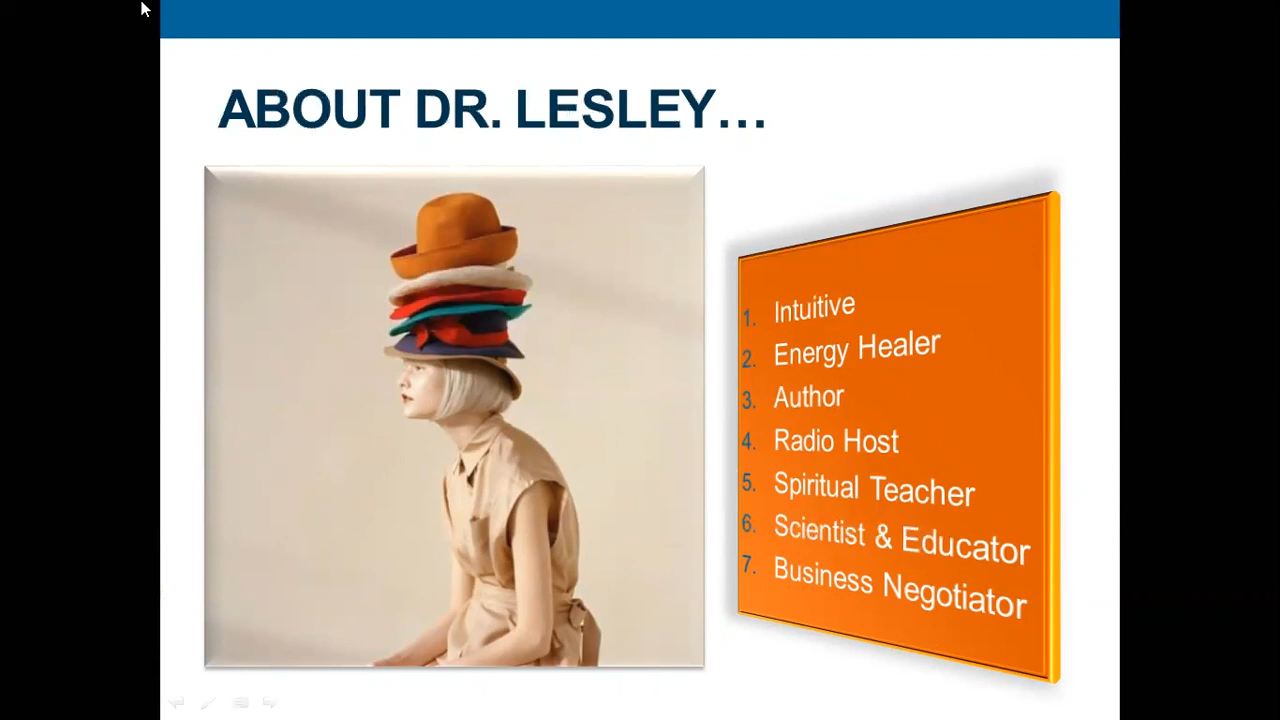 ABOUT DR. LESLEY…
1. Intuitive
2. Energy Healer
3. Author
4. Radio Host
5. Spiritual Teacher
6. Scientist & Educator
7. Business Negotiator